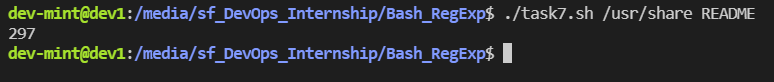 dev-mint@dev1:/media/sf_DevOps_Internship/Bash_RegExp$ ./task7.sh /usr/share README
297
dev-mint@dev1:/media/sf_DevOps_Internship/Bash_RegExp$